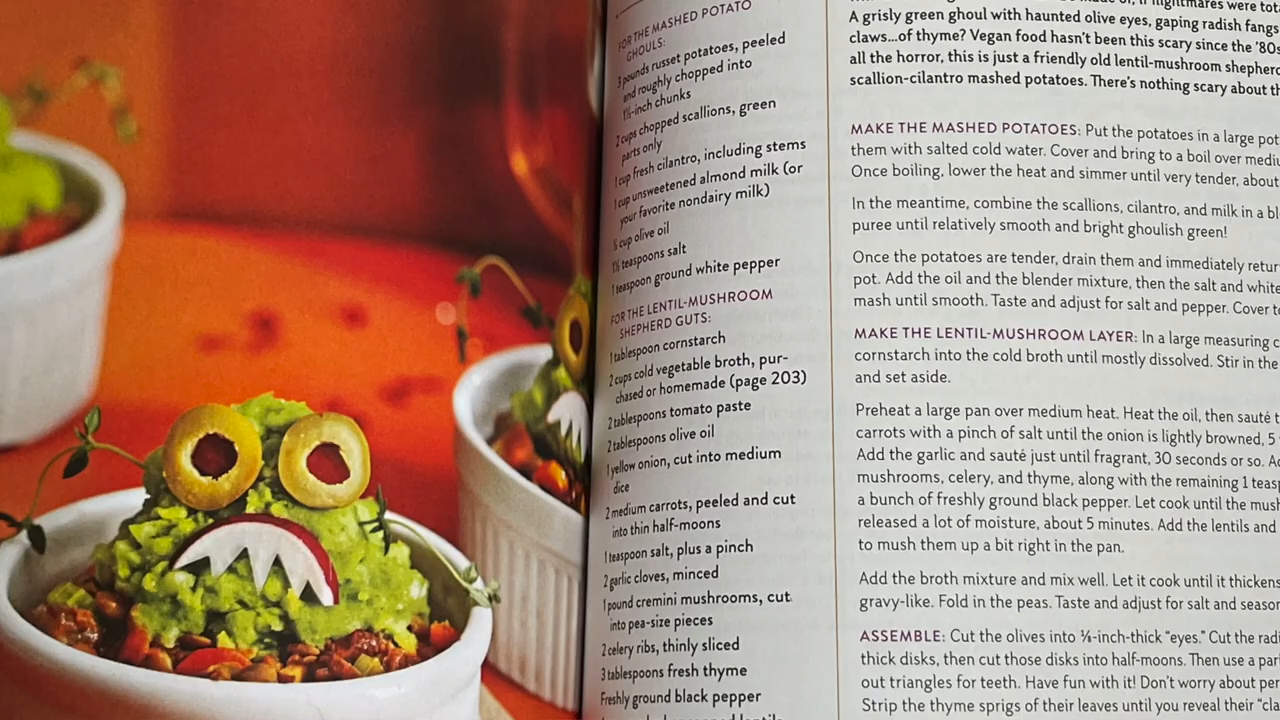 FOR THE MASHED POTATO
GHOULS:
3 pounds russet potatoes, peeled
and roughly chopped into
1½-inch chunks
2 cups chopped scallions, green
parts only
1 cup fresh cilantro, including stems
1 cup unsweetened almond milk (or
your favorite nondairy milk)
cup olive oil
1½ teaspoons salt
1 teaspoon ground white pepper
FOR THE LENTIL-MUSHROOM
SHEPHERD GUTS:
1 tablespoon cornstarch
2 cups cold vegetable broth, pur-
chased or homemade (page 203)
2 tablespoons tomato paste
2 tablespoons olive oil
1 yellow onion, cut into medium
dice
2 medium carrots, peeled and cut
into thin half-moons
1 teaspoon salt, plus a pinch
2 garlic cloves, minced
1 pound cremini mushrooms, cut
into pea-size pieces
2 celery ribs, thinly sliced
3 tablespoons fresh thyme
Freshly ground black pepper
if nightmares were
A grisly green ghoul with haunted olive eyes, gaping radish fangs
claws...of thyme? Vegan food hasn't been this scary since the '80s
all the horror, this is just a friendly old lentil-mushroom shepherd
scallion-cilantro mashed potatoes. There's nothing scary about
MAKE THE MASHED POTATOES: Put the potatoes in a large pot
them with salted cold water. Cover and bring to a boil over
Once boiling, lower the heat and simmer until very tender, about
In the meantime, combine the scallions, cilantro, and milk in a
puree until relatively smooth and bright ghoulish green!
Once the potatoes are tender, drain them and immediately
pot. Add the oil and the blender mixture, then the salt and white
mash until smooth. Taste and adjust for salt and pepper. Cover
MAKE THE LENTIL-MUSHROOM LAYER: In a large measuring
cornstarch into the cold broth until mostly dissolved. Stir in the
and set aside.
Preheat a large pan over medium heat. Heat the oil, then sauté
carrots with a pinch of salt until the onion is lightly browned, 5
Add the garlic and sauté just until fragrant, 30 seconds or so.
mushrooms, celery, and thyme, along with the remaining 1
a bunch of freshly ground black pepper. Let cook until the
released a lot of moisture, about 5 minutes. Add the lentils and
to mush them up a bit right in the pan.
Add the broth mixture and mix well. Let it cook until it thickens
gravy-like. Fold in the peas. Taste and adjust for salt and
ASSEMBLE: Cut the olives into ⅛-inch-thick "eyes." Cut the
thick disks, then cut those disks into half-moons. Then use a
out triangles for teeth. Have fun with it! Don't worry about
Strip the thyme sprigs of their leaves until you reveal their